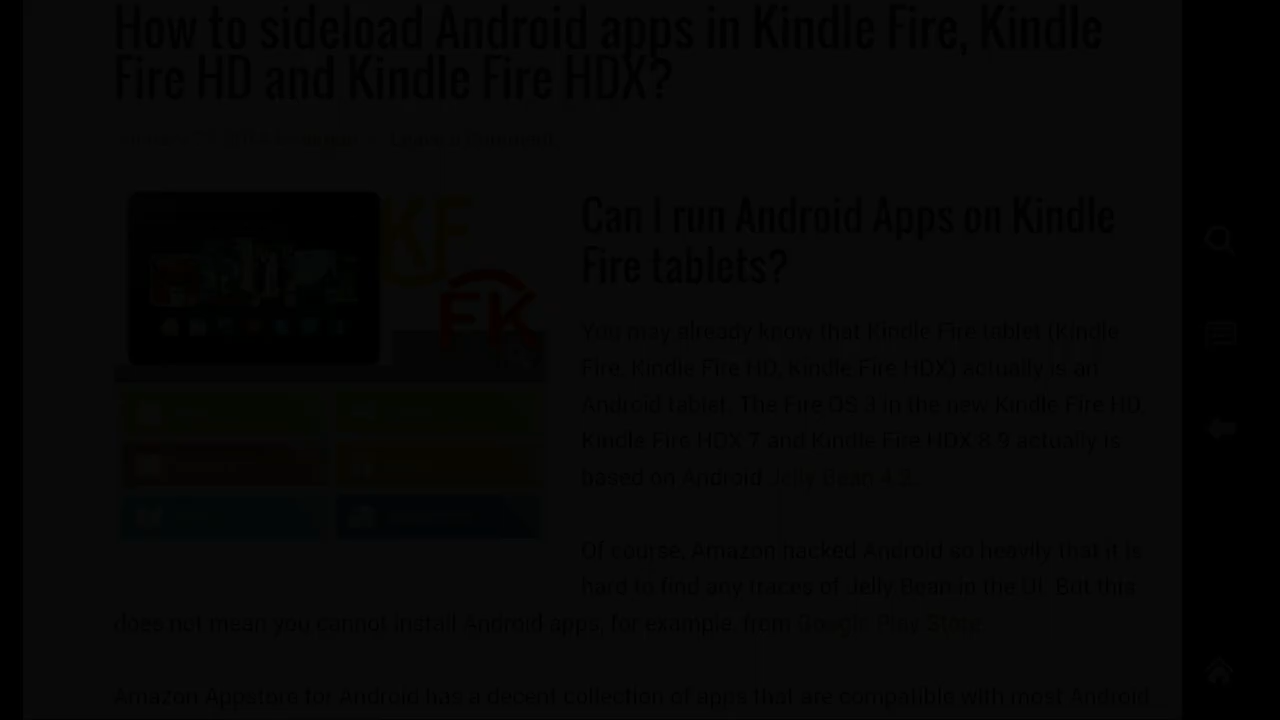 How to sideload Android apps in Kindle Fire, Kindle
Fire HD and Kindle Fire HDX?
Leave a Comment
KF
FK
Can I run Android Apps on Kindle
Fire tablets?
You may already know that Kindle Fire tablet (Kindle
Fire, Kindle Fire HD, Kindle Fire HDX) actually is an
Android tablet. The Fire OS 3 in the new Kindle Fire HD,
Kindle Fire HDX 7 and Kindle Fire HDX 8.9 actually is
based on Android Jelly Bean
Of course, Amazon hacked Android so heavily that it is
hard to find any traces of Jelly Bean in the UI. But this
does not mean you cannot install Android apps, for example, from Google Play Store.
Amazon Appstore for Android has a decent collection of apps that are compatible with most Android